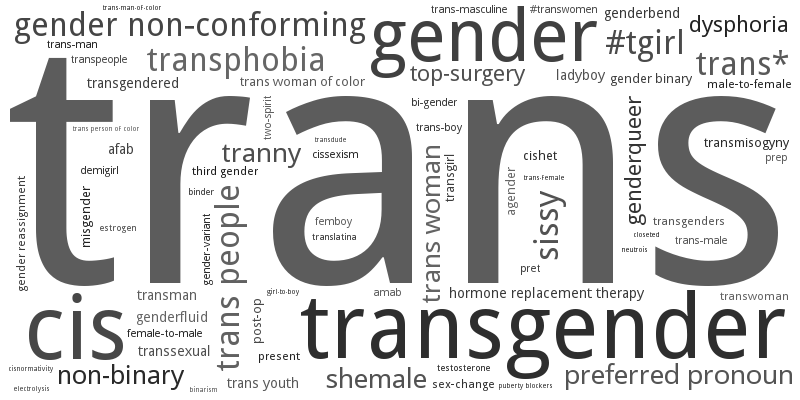 trans-man-of-color
gender non-conforming
trans-man
transpeople
transphobia
transgendered
trans woman of color
gender
trans-masculine
#transwomen
genderbend
dysphoria
#tgirl
top-surgery
ladyboy
gender binary
trans*
male-to-female
trans
trans person of color
afab
demigirl
two-spirit
tranny
transdude
cissexism
third gender
bi-gender
trans-boy
cishet
trans-female
genderqueer
transmisogyny
prep
gender reassignment
misgender
estrogen
binder
gender-variant
trans people
femboy
translatina
trans woman
transgirl
agender
sissy
pret
transgenders
closeted
trans-male
neutrois
transman
girl-to-boy
amab
hormone replacement therapy
transwoman
cis
genderfluid
female-to-male
transsexual
post-op
present
transgender
cisnormativity
electrolysis
non-binary
binarism
trans youth
shemale
testosterone
sex-change
puberty blockers
preferred pronoun